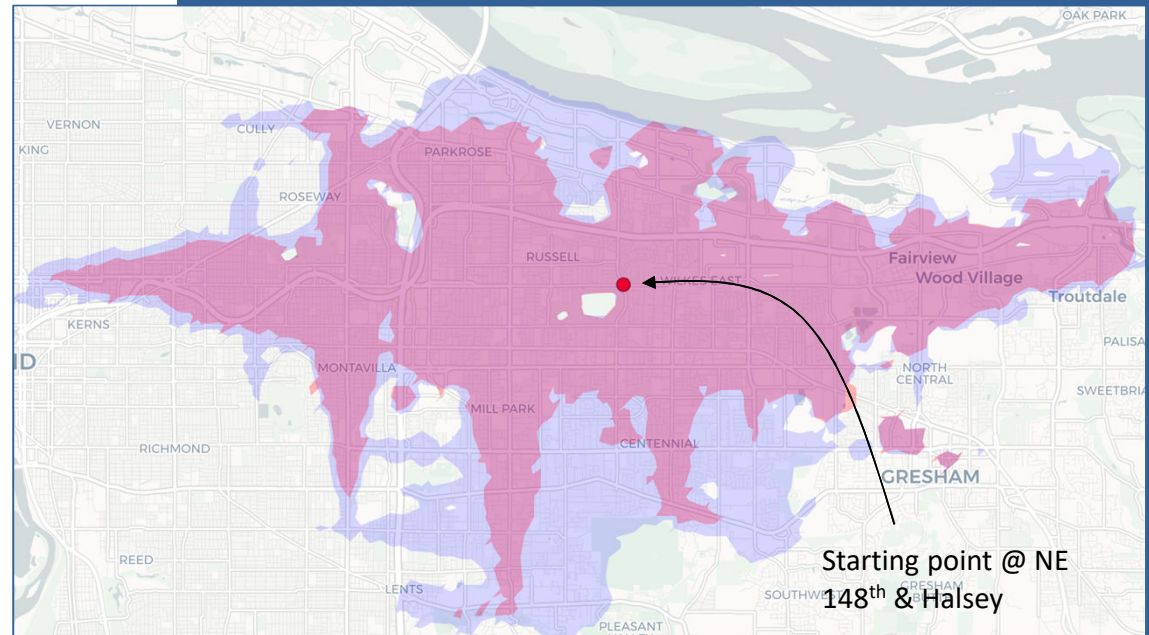 OAK PARK
VERNON
CULLY
KING
PARKROSE
ROSEWAY
RUSSELL
Fairview
WILKES EAST
Wood Village
Troutdale
KERNS
PALISA
ID
MONTAVILLA
NORTH
CENTRAL
SWEETBRIA
MILL PARK
RICHMOND
CENTENNIAL
GRESHAM
REED
Starting point @ NE
148th & Halsey
LENTS
SOUTHWEST
GRESHAM
PLEASANT